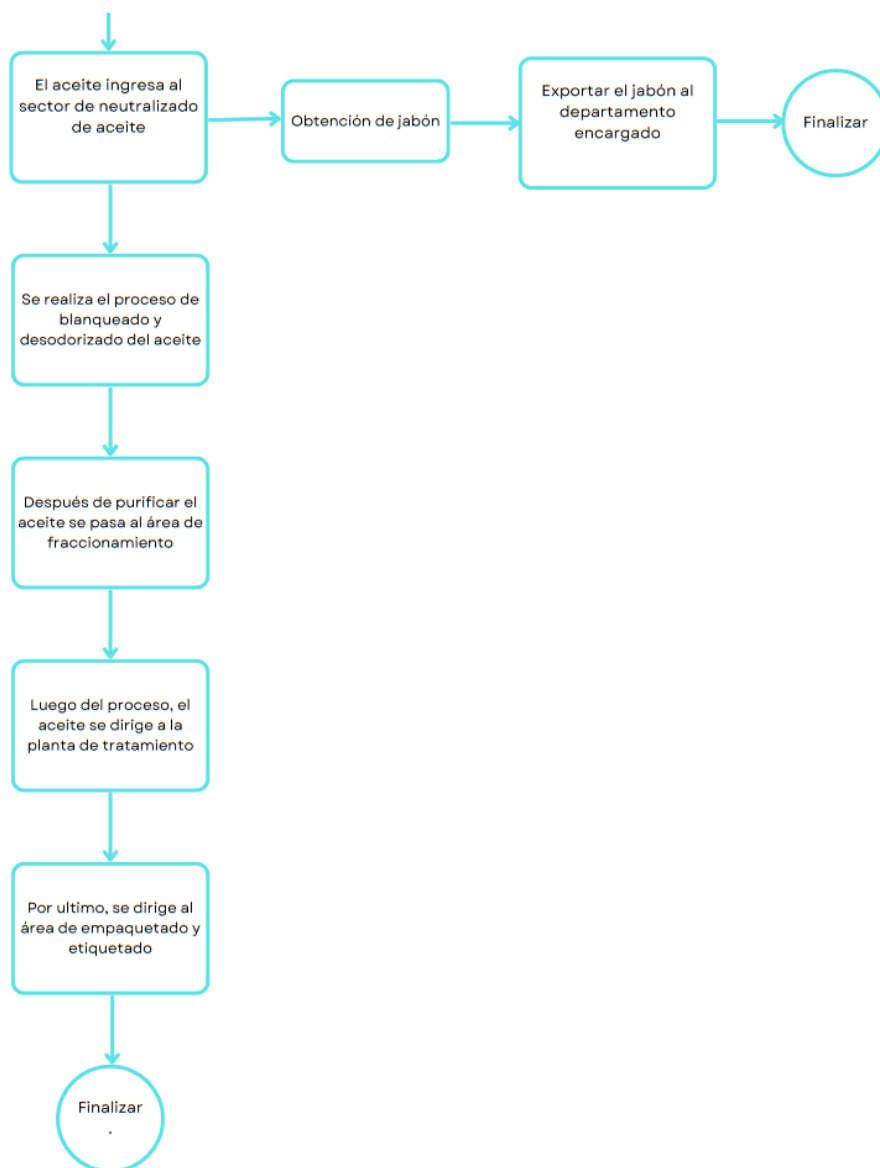 El aceite ingresa al
sector de neutralizado
de aceite
Obtención de jabón
Exportar el jabón al
departamento
encargado
Finalizar
Se realiza el proceso de
blanqueado y
desodorizado del aceite
Después de purificar el
aceite se pasa al área de
fraccionamiento
Luego del proceso, el
aceite se dirige a la
planta de tratamiento
Por ultimo, se dirige al
área de empaquetado y
etiquetado
Finalizar
.